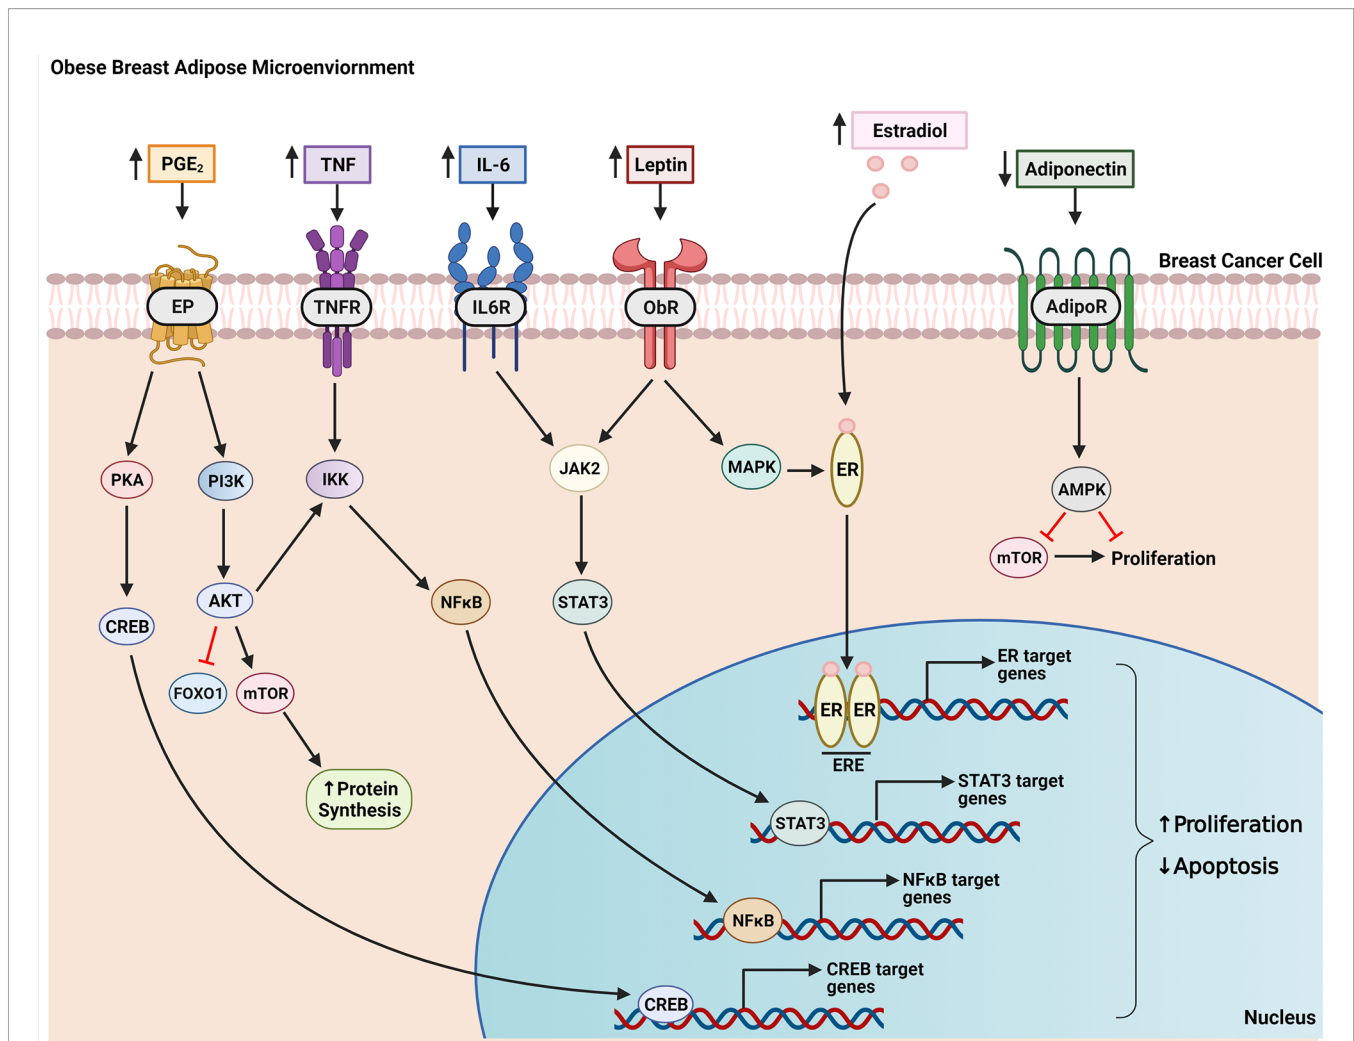 Obese Breast Adipose Microenviornment
↑ PGE₂
↑ TNF
↑ IL-6
↑ Leptin
↑ Estradiol
↓ Adiponectin
Breast Cancer Cell
EP
TNFR
IL6R
ObR
AdipoR
PKA
PI3K
IKK
JAK2
MAPK
ER
AMPK
mTOR
Proliferation
CREB
AKT
NFκB
STAT3
FOXO1
mTOR
↑Protein
Synthesis
ER
ER
ERE
ER target
genes
STAT3
STAT3 target
genes
NFκB
NFκB target
genes
CREB
CREB target
genes
↑Proliferation
↓Apoptosis
Nucleus